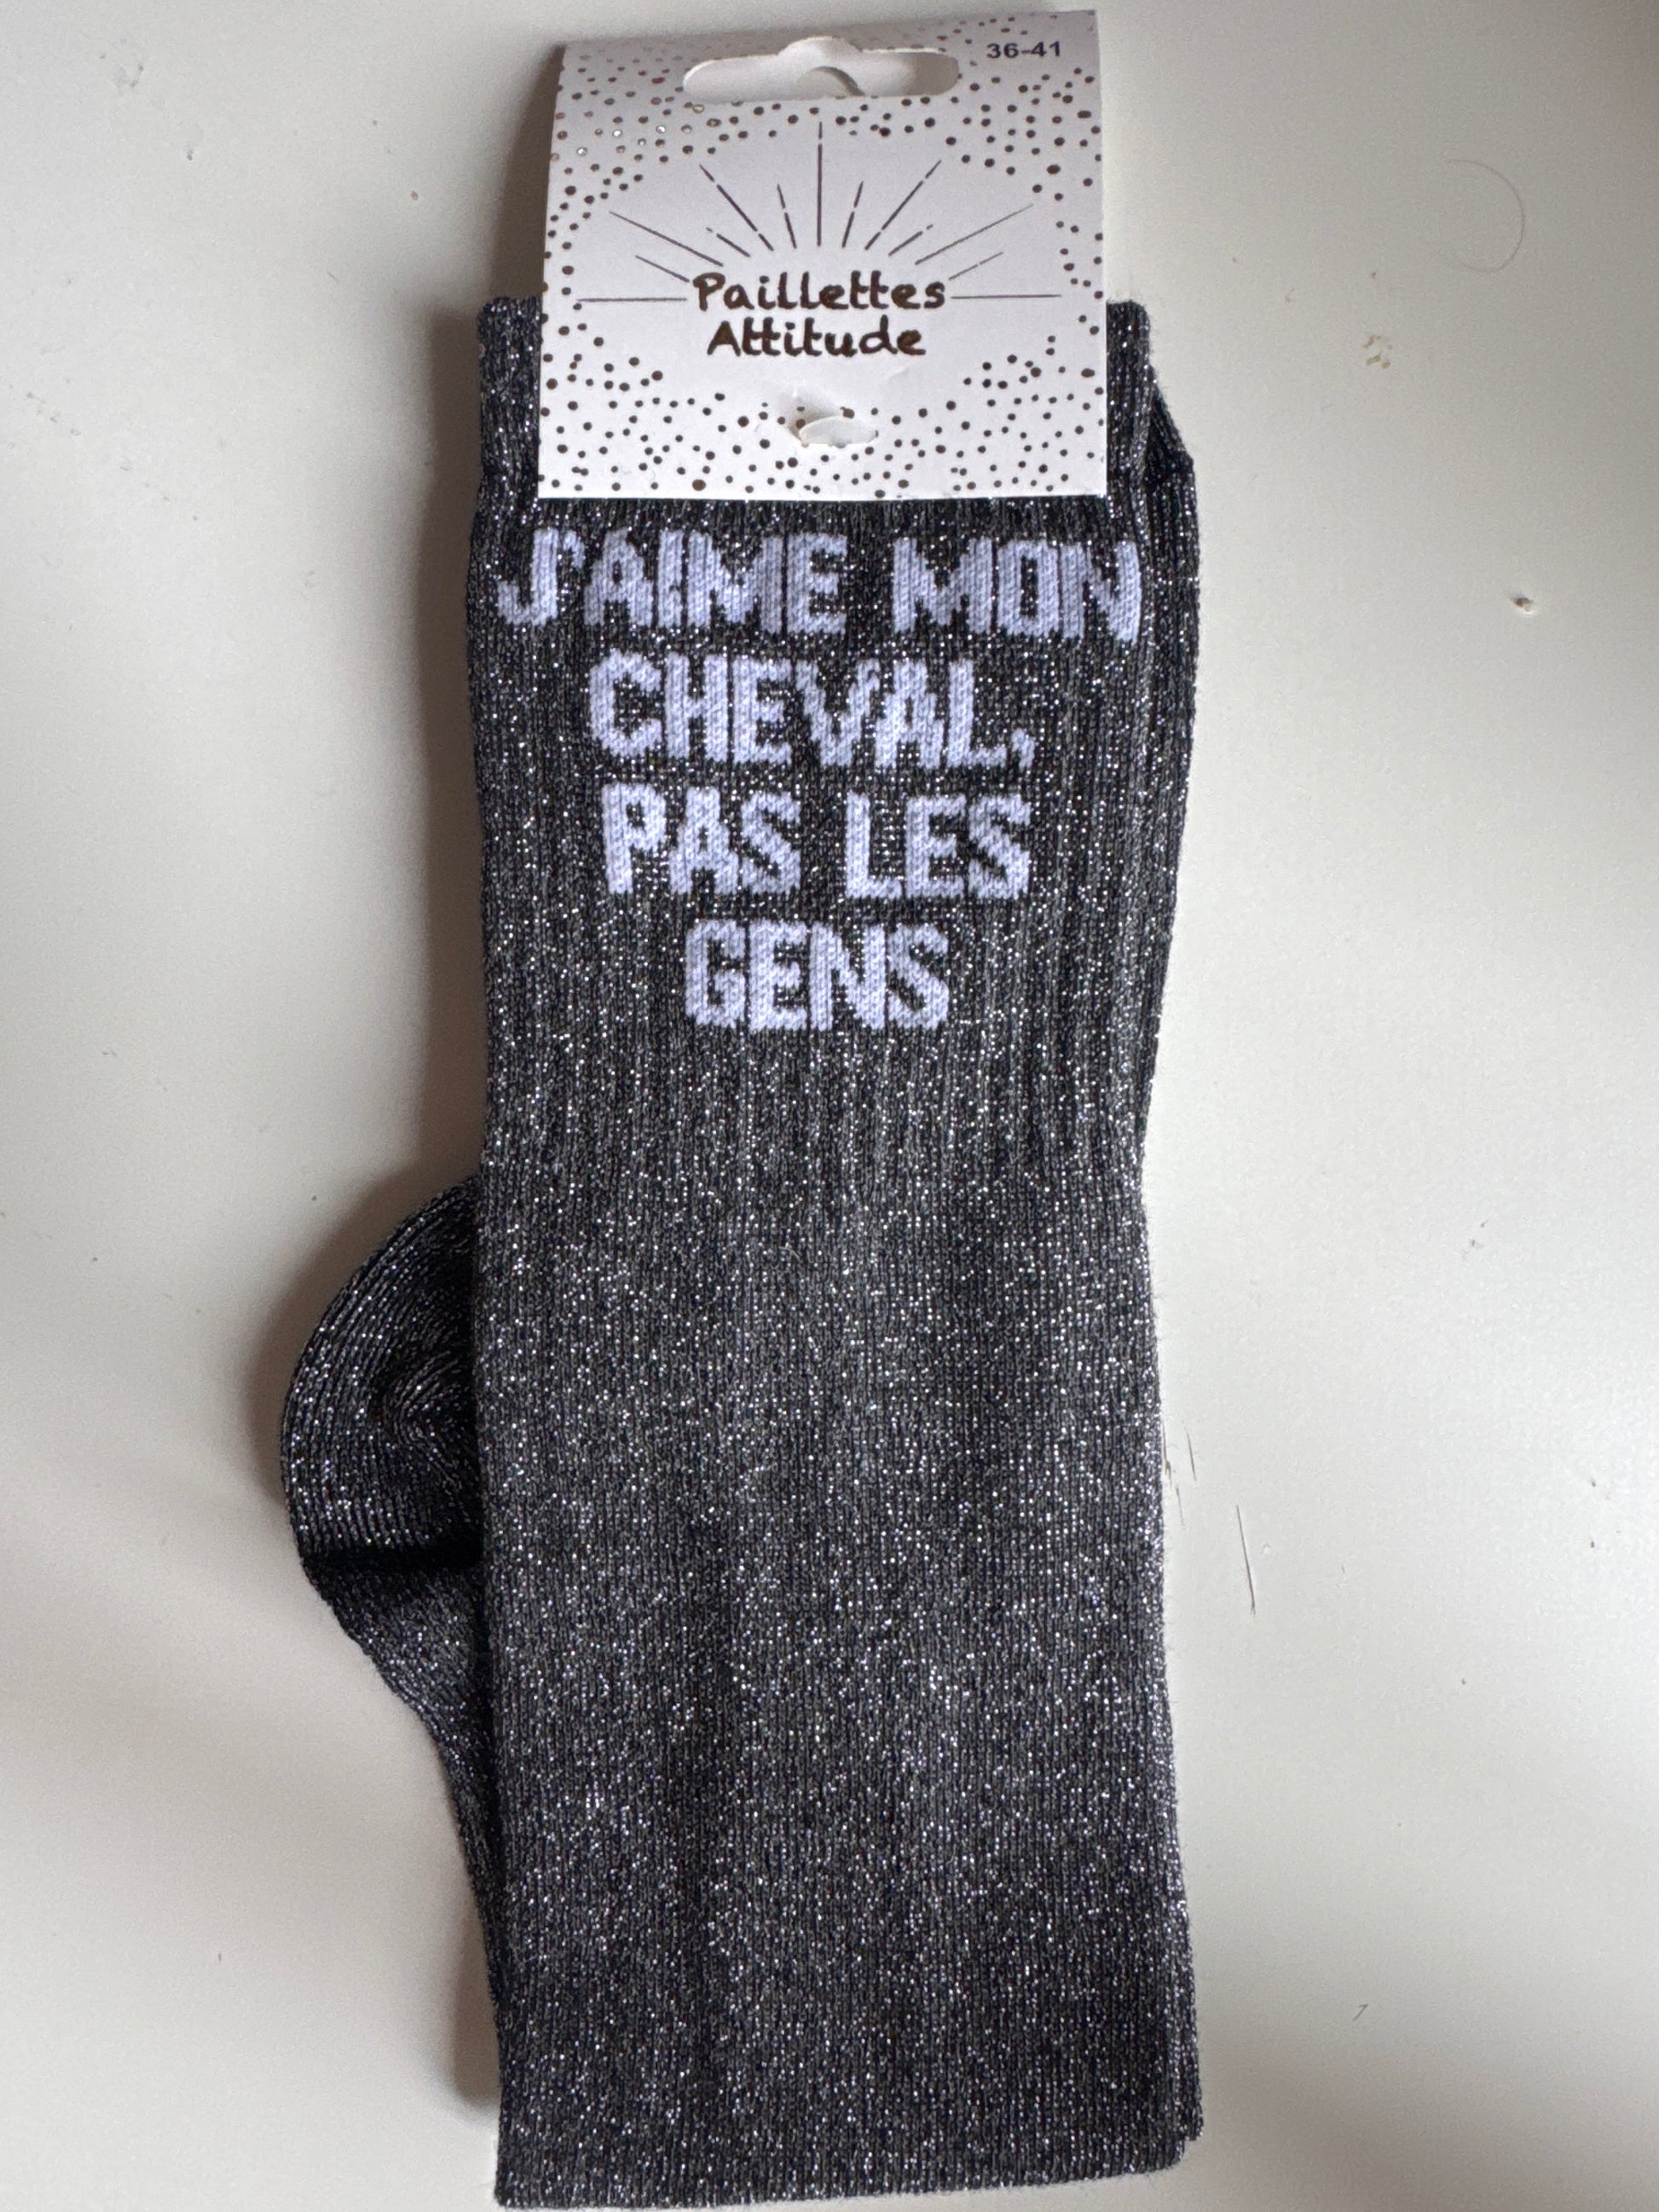 36-41
Paillettes
Attitude
J'AIME MON
CHEVAL,
PAS LES
GENS